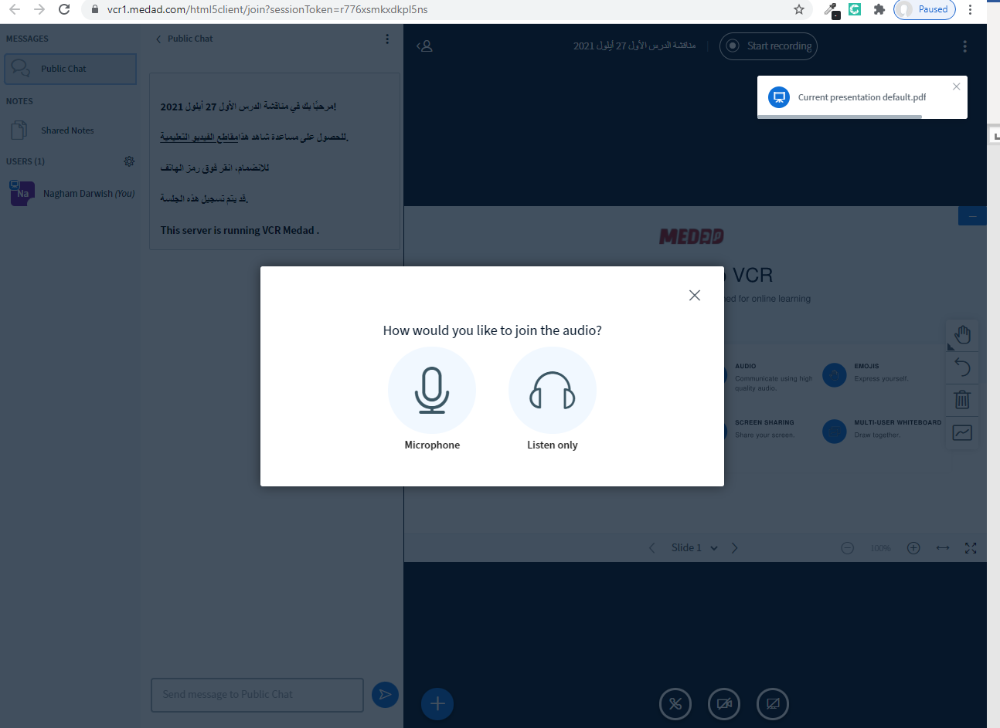 vcr1.medad.com/html5client/join?sessionToken=r776xsmkxdkpl5ns
Paused
MESSAGES
Public Chat
NOTES
Shared Notes
USERS (1)
Na
Nagham Darwish (You)
Public Chat
مرحبًا بك في مناقشة الدرس الأول 27 أيلول 2021!
للحصول على مساعدة شاهد هذا مقاطع الفيديو التعليمية.
للانضمام، انقر فوق رمز الهاتف
قد يتم تسجيل هذه الجلسة.
This server is running VCR Medad .
Send message to Public Chat
مناقشة الدرس الأول 27 أيلول 2021
Start recording
Current presentation default.pdf
MEDAD
VCR
for online learning
AUDIO
Communicate using high
quality audio.
EMOJIS
Express yourself.
SCREEN SHARING
Share your screen.
MULTI-USER WHITEBOARD
Draw together.
How would you like to join the audio?
Microphone
Listen only
Slide 1
100%